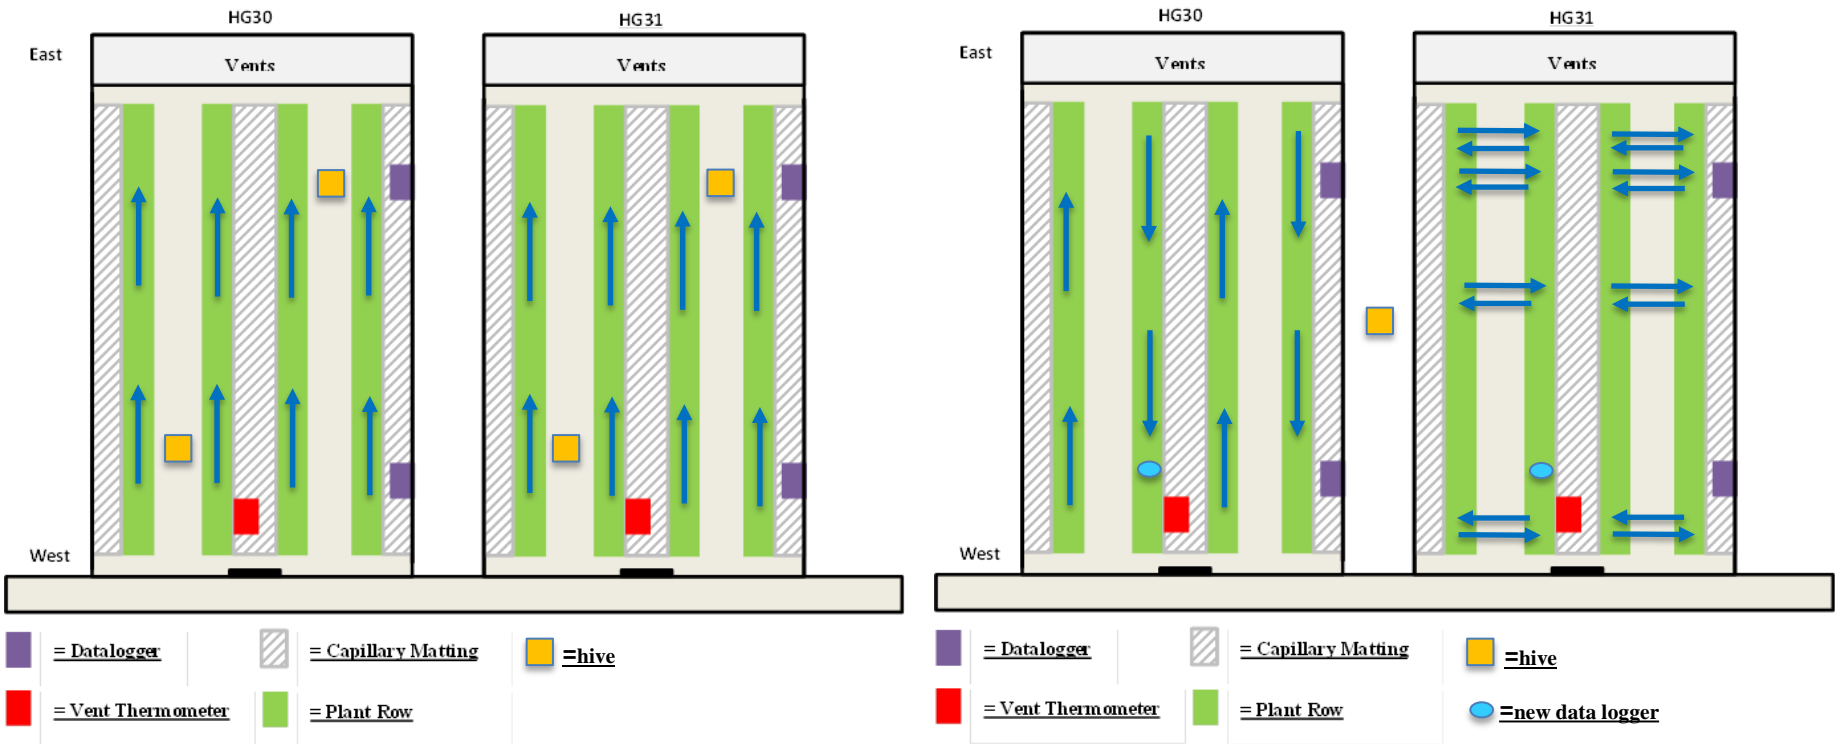 HG30
HG31
East
Vents
Vents
West
= Datalogger
= Capillary Matting
=hive
= Vent Thermometer
= Plant Row
HG30
HG31
East
Vents
Vents
West
= Datalogger
= Capillary Matting
=hive
= Vent Thermometer
= Plant Row
=new data logger